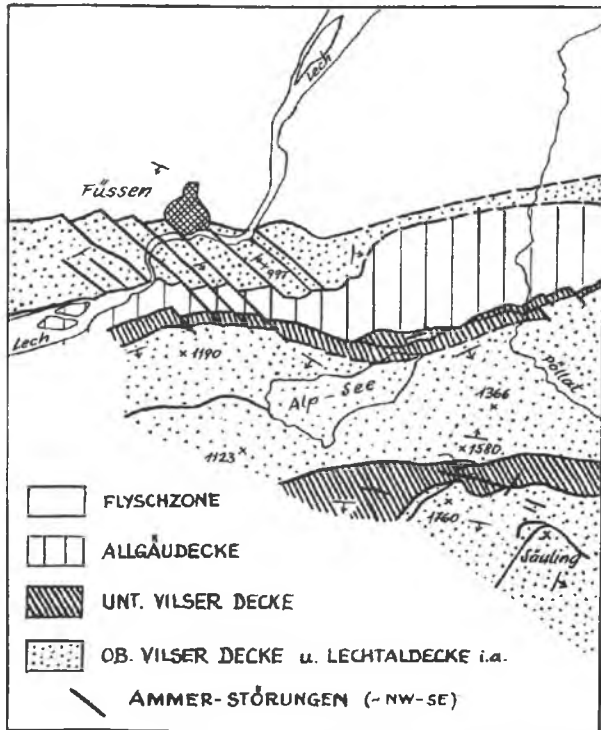 Lech
Füssen
997
Lech
×1190
Alp-See
Pöllat
1366
×
1123×
×1580.
×
1760
×
Säuling
FLYSCHZONE
ALLGÄUDECKE
UNT. VILSER DECKE
OB. VILSER DECKE u. LECHTALDECKE i.a.
AMMER-STÖRUNGEN (~NW-SE)